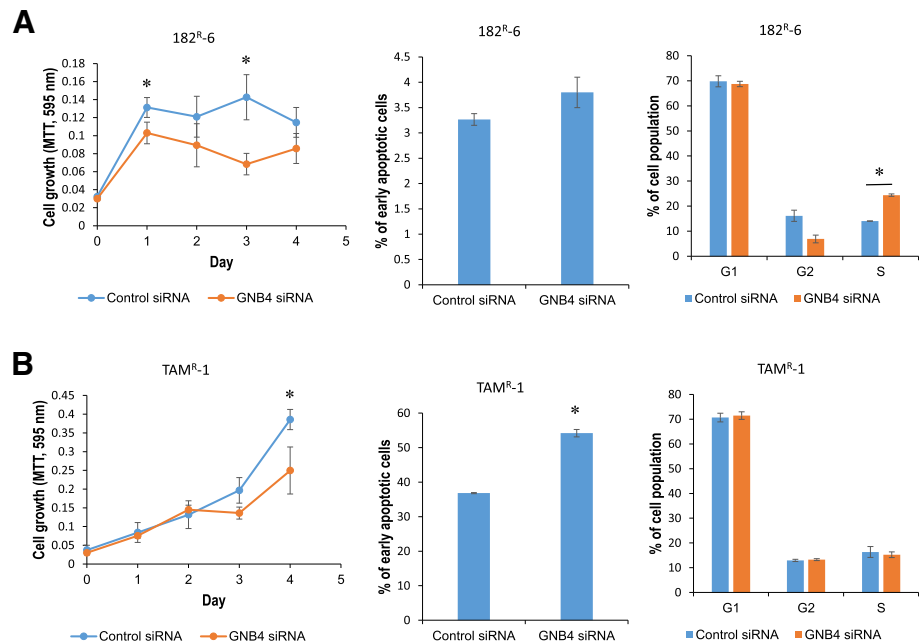 A
182ᴿ-6
Cell growth (MTT, 595 nm)
0.18
0.16
0.14
0.12
0.1
0.08
0.06
0.04
0.02
0
0 1 2 3 4 5
* *
Day
Control siRNA GNB4 siRNA
182ᴿ-6
% of early apoptotic cells
4.5
4
3.5
3
2.5
2
1.5
1
0.5
0
Control siRNA GNB4 siRNA
182ᴿ-6
% of cell population
80
70
60
50
40
30
20
10
0
*
G1 G2 S
Control siRNA GNB4 siRNA
B
TAMᴿ-1
Cell growth (MTT, 595 nm)
0.45
0.4
0.35
0.3
0.25
0.2
0.15
0.1
0.05
0
0 1 2 3 4 5
*
Day
Control siRNA GNB4 siRNA
TAMᴿ-1
% of early apoptotic cells
60
50
40
30
20
10
0
*
Control siRNA GNB4 siRNA
TAMᴿ-1
% of cell population
80
70
60
50
40
30
20
10
0
G1 G2 S
Control siRNA GNB4 siRNA